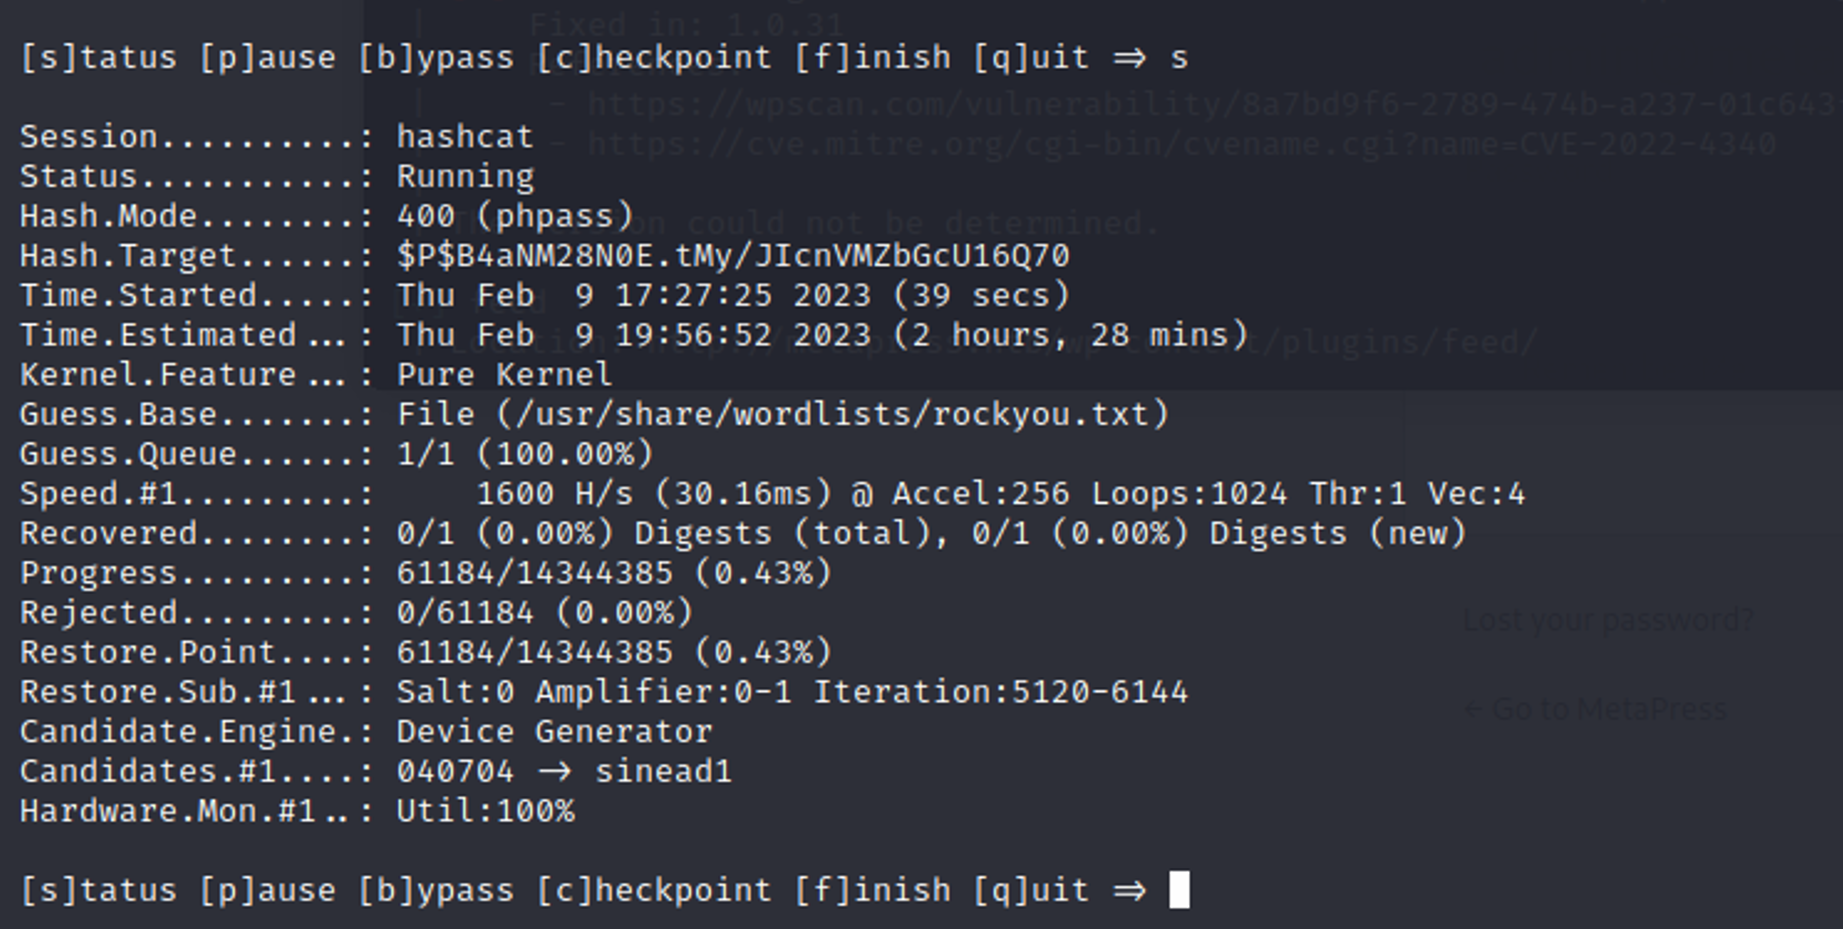 Fixed in: 1.0.31
[s]tatus [p]ause [b]ypass [c]heckpoint [f]inish [q]uit ⇒ s
- https://wpscan.com/vulnerability/8a7bd9f6-2789-474b-a237-01c643
Session..........: hashcat
- https://cve.mitre.org/cgi-bin/cvename.cgi?name=CVE-2022-4340
Status...........: Running
Hash.Mode........: 400 (phpass)
could not be determined.
Hash.Target......: $P$B4aNM28N0E.tMy/JIcnVMZbGcU16Q70
Time.Started.....: Thu Feb  9 17:27:25 2023 (39 secs)
Time.Estimated...: Thu Feb  9 19:56:52 2023 (2 hours, 28 mins)
/plugins/feed/
Kernel.Feature...: Pure Kernel
Guess.Base.......: File (/usr/share/wordlists/rockyou.txt)
Guess.Queue......: 1/1 (100.00%)
Speed.#1.........:     1600 H/s (30.16ms) @ Accel:256 Loops:1024 Thr:1 Vec:4
Recovered........: 0/1 (0.00%) Digests (total), 0/1 (0.00%) Digests (new)
Progress.........: 61184/14344385 (0.43%)
Rejected.........: 0/61184 (0.00%)
Lost your password?
Restore.Point....: 61184/14344385 (0.43%)
Restore.Sub.#1...: Salt:0 Amplifier:0-1 Iteration:5120-6144
← Go to MetaPress
Candidate.Engine.: Device Generator
Candidates.#1....: 040704 → sinead1
Hardware.Mon.#1..: Util:100%
[s]tatus [p]ause [b]ypass [c]heckpoint [f]inish [q]uit ⇒